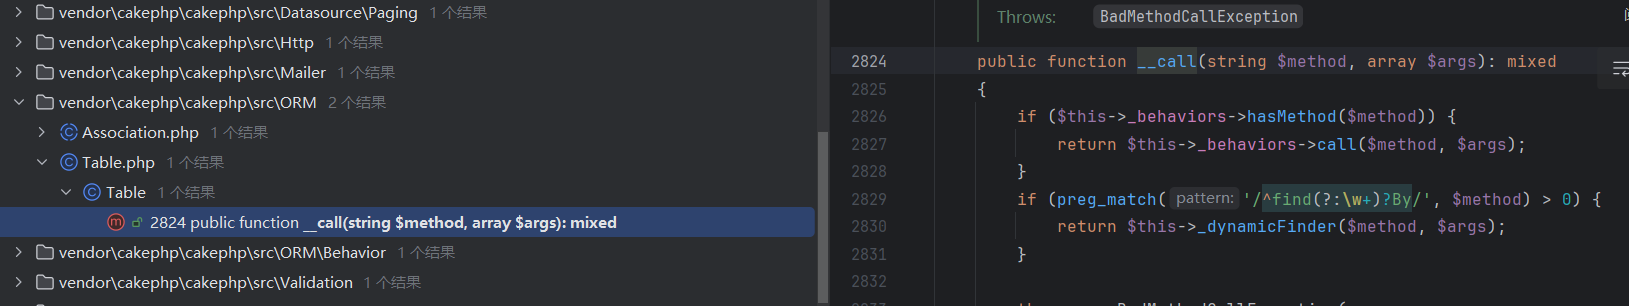 vendor\cakephp\cakephp\src\Datasource\Paging 1 个结果
vendor\cakephp\cakephp\src\Http 1 个结果
vendor\cakephp\cakephp\src\Mailer 1 个结果
vendor\cakephp\cakephp\src\ORM 2 个结果
Association.php 1 个结果
Table.php 1 个结果
Table 1 个结果
2824 public function __call(string $method, array $args): mixed
vendor\cakephp\cakephp\src\ORM\Behavior 1 个结果
vendor\cakephp\cakephp\src\Validation 1 个结果
Throws: BadMethodCallException
2824 public function __call(string $method, array $args): mixed
2825 {
2826 if ($this->_behaviors->hasMethod($method)) {
2827 return $this->_behaviors->call($method, $args);
2828 }
2829 if (preg_match( pattern: '/^find(?:\w+)?By/', $method) > 0) {
2830 return $this->_dynamicFinder($method, $args);
2831 }
2832